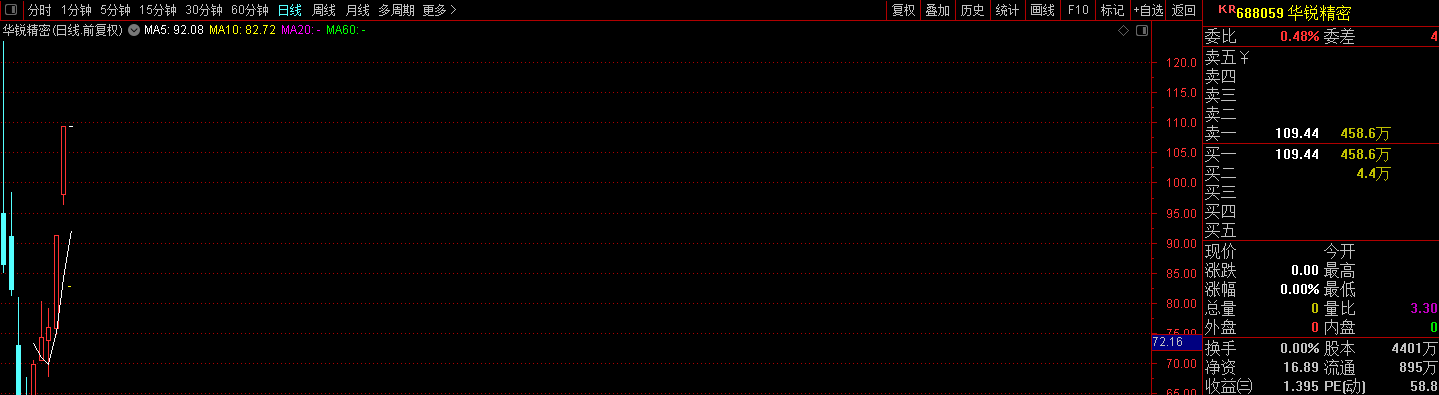 分时 1分钟 5分钟 15分钟 30分钟 60分钟 日线 周线 月线 多周期 更多 复权 叠加 历史 统计 画线 F10 标记 +自选 返回
华锐精密(日线.前复权) MA5: 92.08 MA10: 82.72 MA20: - MA60: -
120.0
115.0
110.0
105.0
100.0
95.00
90.00
85.00
80.00
75.00
72.16
70.00
65.00
KR 688059 华锐精密
委比 0.48% 委差 4
卖五 ¥
卖四
卖三
卖二
卖一 109.44 458.6万
买一 109.44 458.6万
买二 4.4万
买三
买四
买五
现价 今开
涨跌 0.00 最高
涨幅 0.00% 最低
总量 0 量比 3.30
外盘 0 内盘 0
换手 0.00% 股本 4401万
净资 16.89 流通 895万
收益㈢ 1.395 PE(动) 58.8